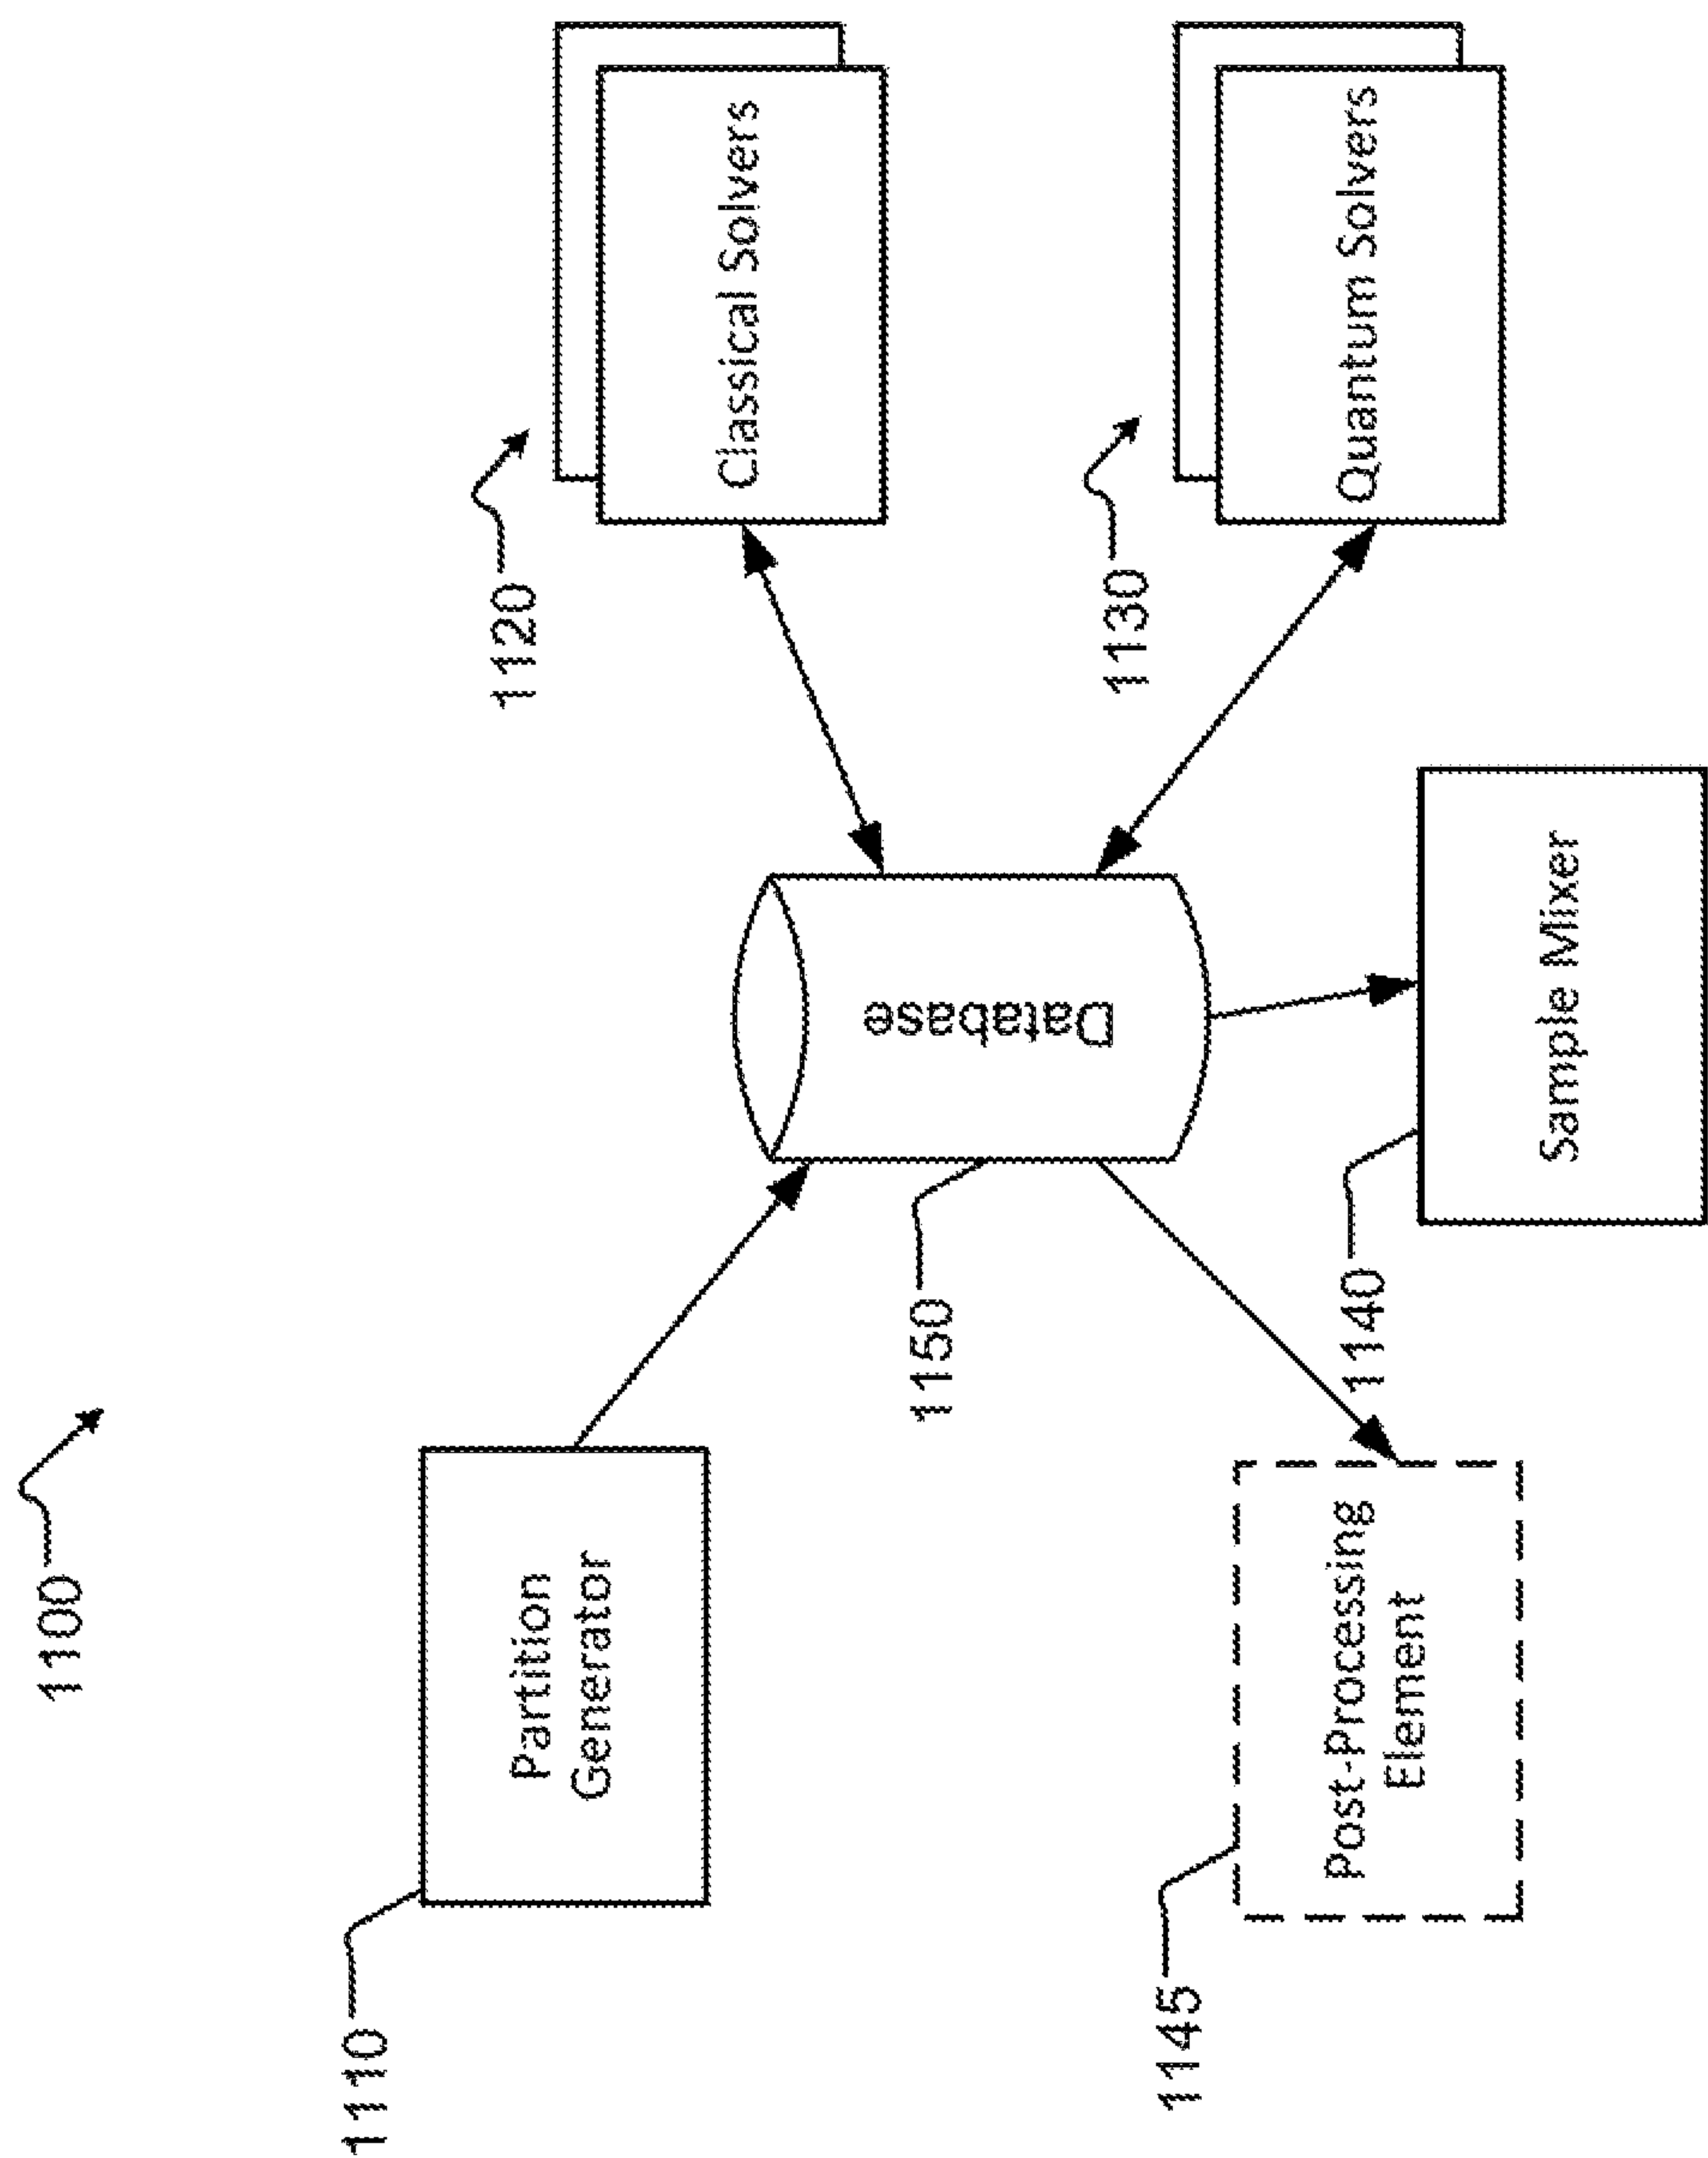 1100
1110
Partition
Generator
1120
Classical Solvers
1150
Database
1130
Quantum Solvers
1145
Post-Processing
Element
1140
Sample Mixer